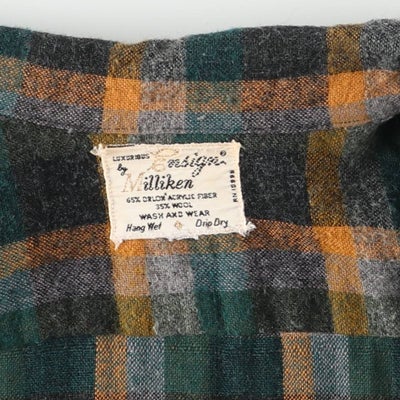 LUXURIOUS Ensign®
by Milliken
65% ORLON* ACRYLIC FIBER
35% WOOL
WASH AND WEAR
Hang Wet Drip Dry